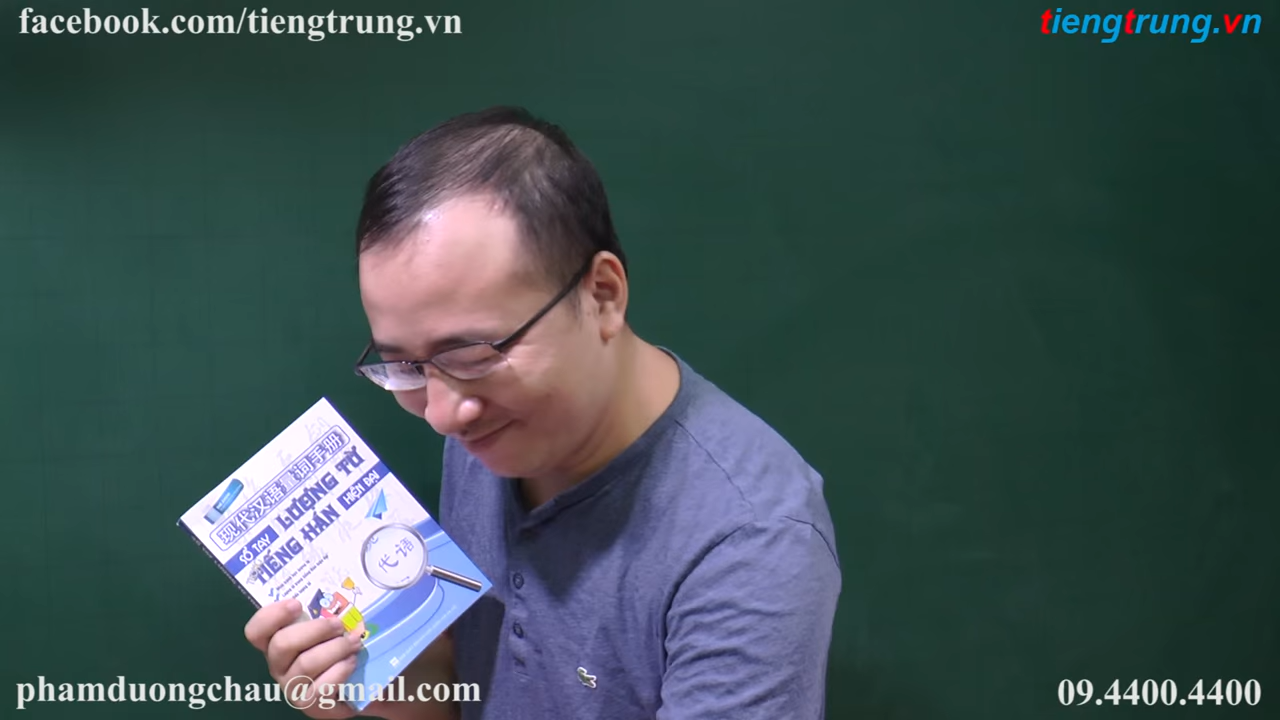 facebook.com/tiengtrung.vn
tiengtrung.vn
现代汉语量词手册
SỔ TAY LƯỢNG TỪ
TIẾNG HÁN HIỆN ĐẠI
代语
phamduongchau@gmail.com
09.4400.4400